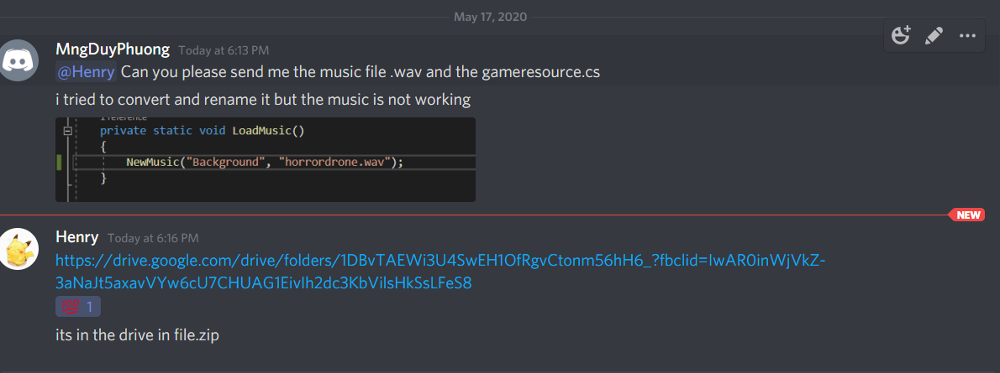 May 17, 2020
MngDuyPhuong Today at 6:13 PM
@Henry Can you please send me the music file .wav and the gameresource.cs
i tried to convert and rename it but the music is not working
1 reference
private static void LoadMusic()
{
NewMusic("Background", "horrordrone.wav");
}
NEW
Henry Today at 6:16 PM
https://drive.google.com/drive/folders/1DBvTAEWi3U4SwEH1OfRgvCtonm56hH6_?fbclid=IwAR0inWjVkZ-
3aNaJt5axavVYw6cU7CHUAG1EivIh2dc3KbVilsHkSsLFeS8
💯 1
its in the drive in file.zip